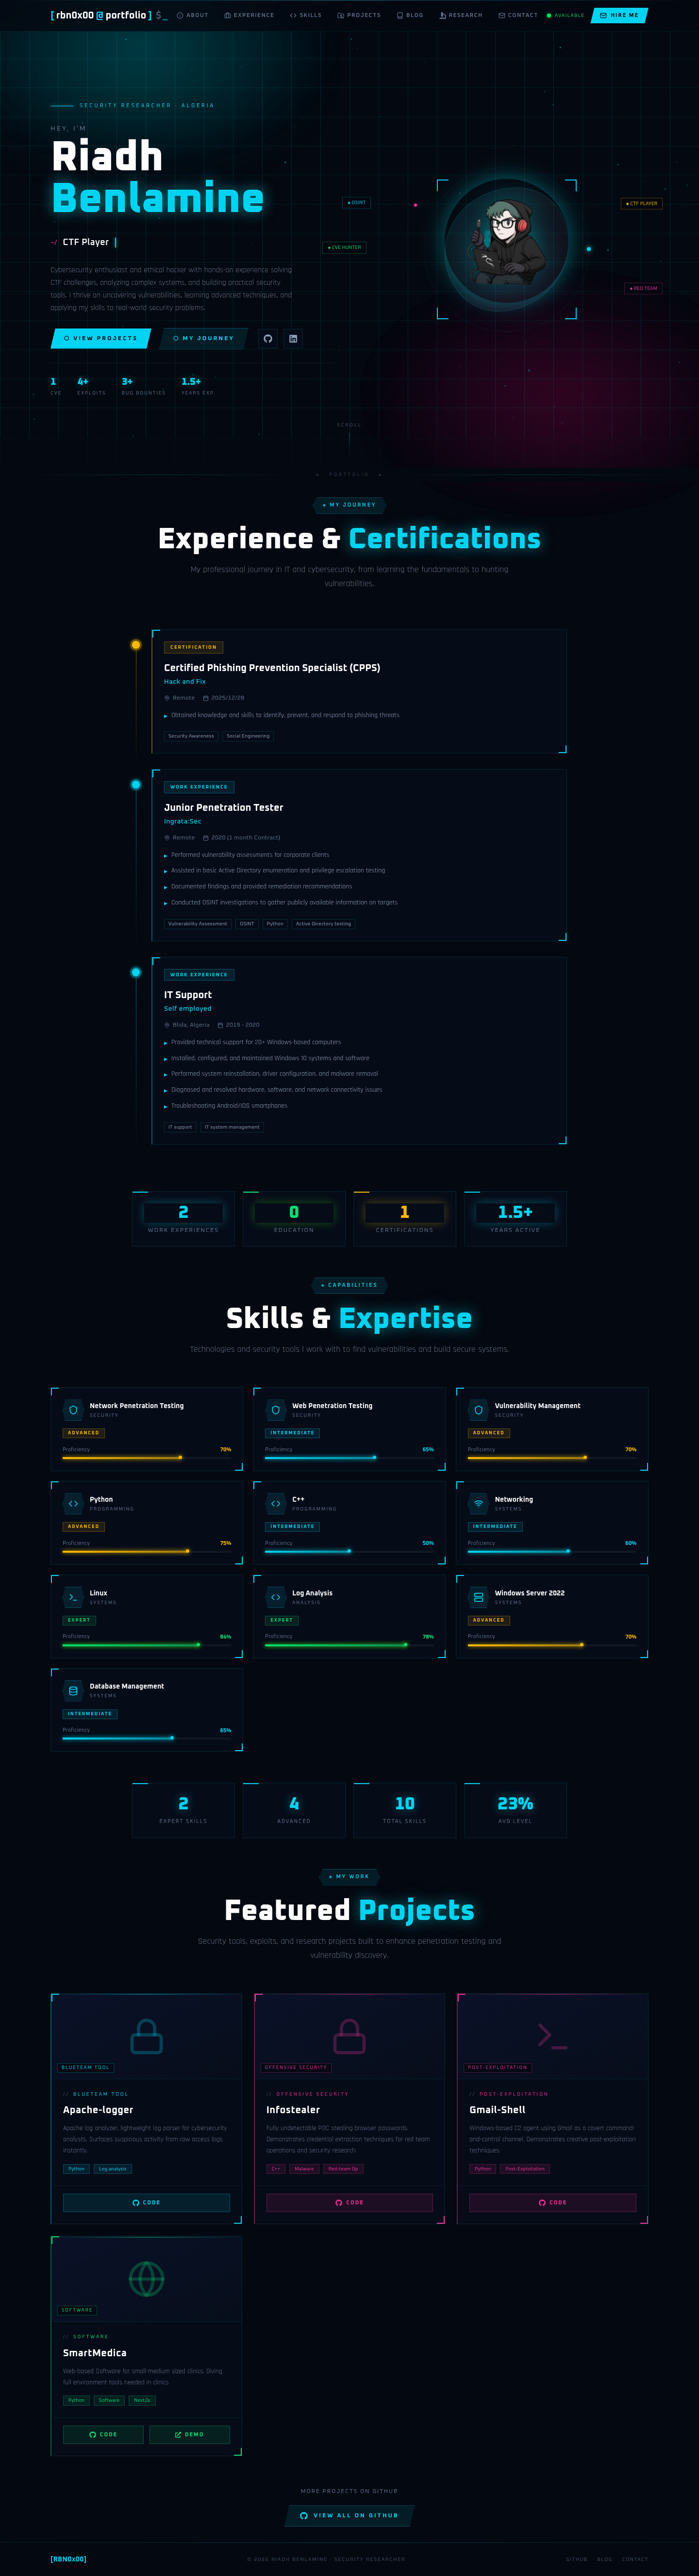 [ rbn0x00 @ portfolio ] $_
ABOUT
EXPERIENCE
SKILLS
PROJECTS
BLOG
RESEARCH
CONTACT
AVAILABLE
HIRE ME
SECURITY RESEARCHER · ALGERIA
HEY, I'M
Riadh
Benlamine
~/ CTF Player
Cybersecurity enthusiast and ethical hacker with hands-on experience solving
CTF challenges, analyzing complex systems, and building practical security
tools. I thrive on uncovering vulnerabilities, learning advanced techniques, and
applying my skills to real-world security problems.
VIEW PROJECTS
MY JOURNEY
1
CVE
4+
EXPLOITS
3+
BUG BOUNTIES
1.5+
YEARS EXP.
OSINT
CTF PLAYER
CVE HUNTER
RED TEAM
SCROLL
PORTFOLIO
MY JOURNEY
Experience & Certifications
My professional journey in IT and cybersecurity, from learning the fundamentals to hunting
vulnerabilities.
CERTIFICATION
Certified Phishing Prevention Specialist (CPPS)
Hack and Fix
Remote
2025/12/28
Obtained knowledge and skills to identify, prevent, and respond to phishing threats
Security Awareness
Social Engineering
WORK EXPERIENCE
Junior Penetration Tester
Ingrata:Sec
Remote
2020 (1 month Contract)
Performed vulnerability assessments for corporate clients
Assisted in basic Active Directory enumeration and privilege escalation testing
Documented findings and provided remediation recommendations
Conducted OSINT investigations to gather publicly available information on targets
Vulnerability Assessment
OSINT
Python
Active Directory testing
WORK EXPERIENCE
IT Support
Self employed
Blida, Algeria
2019 - 2020
Provided technical support for 20+ Windows-based computers
Installed, configured, and maintained Windows 10 systems and software
Performed system reinstallation, driver configuration, and malware removal
Diagnosed and resolved hardware, software, and network connectivity issues
Troubleshooting Android/IOS smartphones
IT support
IT system management
2
WORK EXPERIENCES
0
EDUCATION
1
CERTIFICATIONS
1.5+
YEARS ACTIVE
CAPABILITIES
Skills & Expertise
Technologies and security tools I work with to find vulnerabilities and build secure systems.
Network Penetration Testing
SECURITY
ADVANCED
Proficiency 70%
Web Penetration Testing
SECURITY
INTERMEDIATE
Proficiency 65%
Vulnerability Management
SECURITY
ADVANCED
Proficiency 70%
Python
PROGRAMMING
ADVANCED
Proficiency 75%
C++
PROGRAMMING
INTERMEDIATE
Proficiency 50%
Networking
SYSTEMS
INTERMEDIATE
Proficiency 60%
Linux
SYSTEMS
EXPERT
Proficiency
Log Analysis
ANALYSIS
EXPERT
Proficiency
Windows Server 2022
SYSTEMS
ADVANCED
Proficiency 70%
Database Management
SYSTEMS
INTERMEDIATE
Proficiency 65%
2
EXPERT SKILLS
4
ADVANCED
10
TOTAL SKILLS
23%
AVG LEVEL
MY WORK
Featured Projects
Security tools, exploits, and research projects built to enhance penetration testing and
vulnerability discovery.
BLUETEAM TOOL
// BLUETEAM TOOL
Apache-logger
Apache log analyzer, lightweight log parser for cybersecurity
analysts. Surfaces suspicious activity from raw access logs
instantly.
Python
Log analysis
CODE
OFFENSIVE SECURITY
// OFFENSIVE SECURITY
Infostealer
Fully undetectable POC stealing browser passwords.
Demonstrates credential extraction techniques for red team
operations and security research.
C++
Malware
Red-team Op
CODE
POST-EXPLOITATION
// POST-EXPLOITATION
Gmail-Shell
Windows-based C2 agent using Gmail as a covert command-
and-control channel. Demonstrates creative post-exploitation
techniques.
Python
Post-Exploitation
CODE
SOFTWARE
// SOFTWARE
SmartMedica
Web-based Software for small-medium sized clinics. Giving
full environment tools needed in clinics
Python
Software
NextJs
CODE
DEMO
MORE PROJECTS ON GITHUB
VIEW ALL ON GITHUB
[RBN0x00]
© 2026 RIADH BENLAMINE · SECURITY RESEARCHER
GITHUB
BLOG
CONTACT